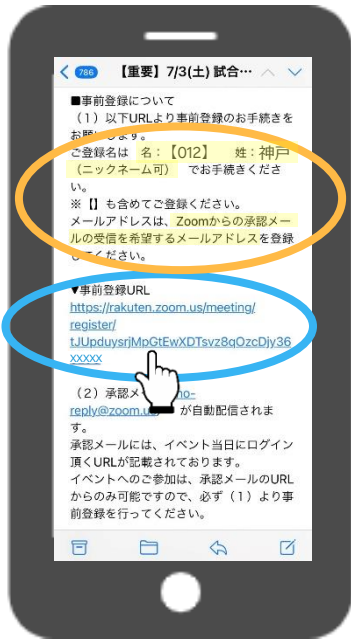 786 【重要】7/3(土) 試合…
■事前登録について
（1）以下URLより事前登録のお手続きを
お願いします。
ご登録名は 名：【012】 姓：神戸
（ニックネーム可） でお手続きくださ
い。
※【】も含めてご登録ください。
メールアドレスは、Zoomからの承認メー
ルの受信を希望するメールアドレスを登録
してください。
▼事前登録URL
https://rakuten.zoom.us/meeting/
register/
tJUpduysrjMpGtEwXDTsvz8qOzcDjy36
xxxxx
（2）承認メ no-
reply@zoom.u が自動配信されま
す。
承認メールには、イベント当日にログイン
頂くURLが記載されております。
イベントへのご参加は、承認メールのURL
からのみ可能ですので、必ず（1）より事
前登録を行ってください。